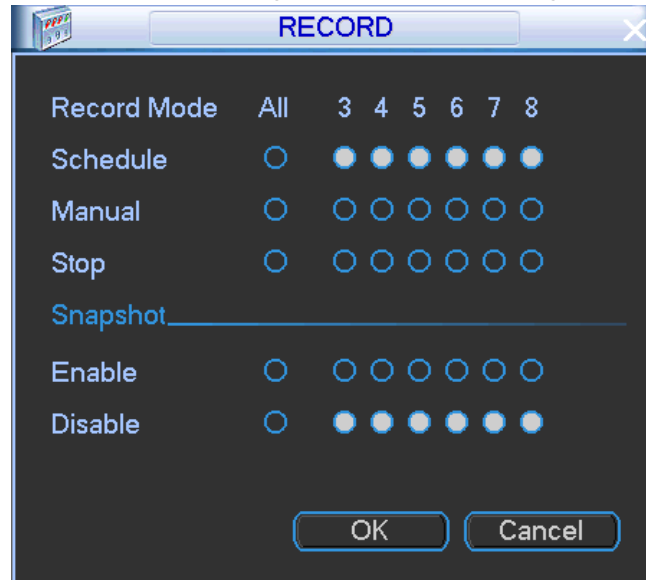 RECORD
Record Mode All 3 4 5 6 7 8
Schedule
Manual
Stop
Snapshot
Enable
Disable
OK Cancel